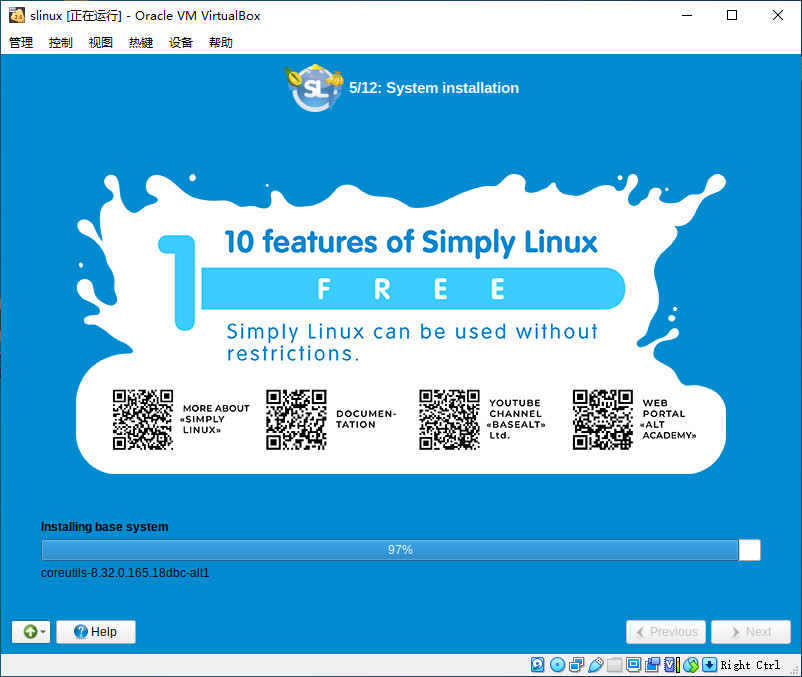 slinux [正在运行] - Oracle VM VirtualBox
管理 控制 视图 热键 设备 帮助
SL
5/12: System installation
10 features of Simply Linux
1
F R E E
Simply Linux can be used without
restrictions.
MORE ABOUT
«SIMPLY
LINUX»
DOCUMEN-
TATION
YOUTUBE
CHANNEL
«BASEALT»
Ltd.
WEB
PORTAL
«ALT
ACADEMY»
Installing base system
97%
coreutils-8.32.0.165.18dbc-alt1
Help
Previous
Next
Right Ctrl